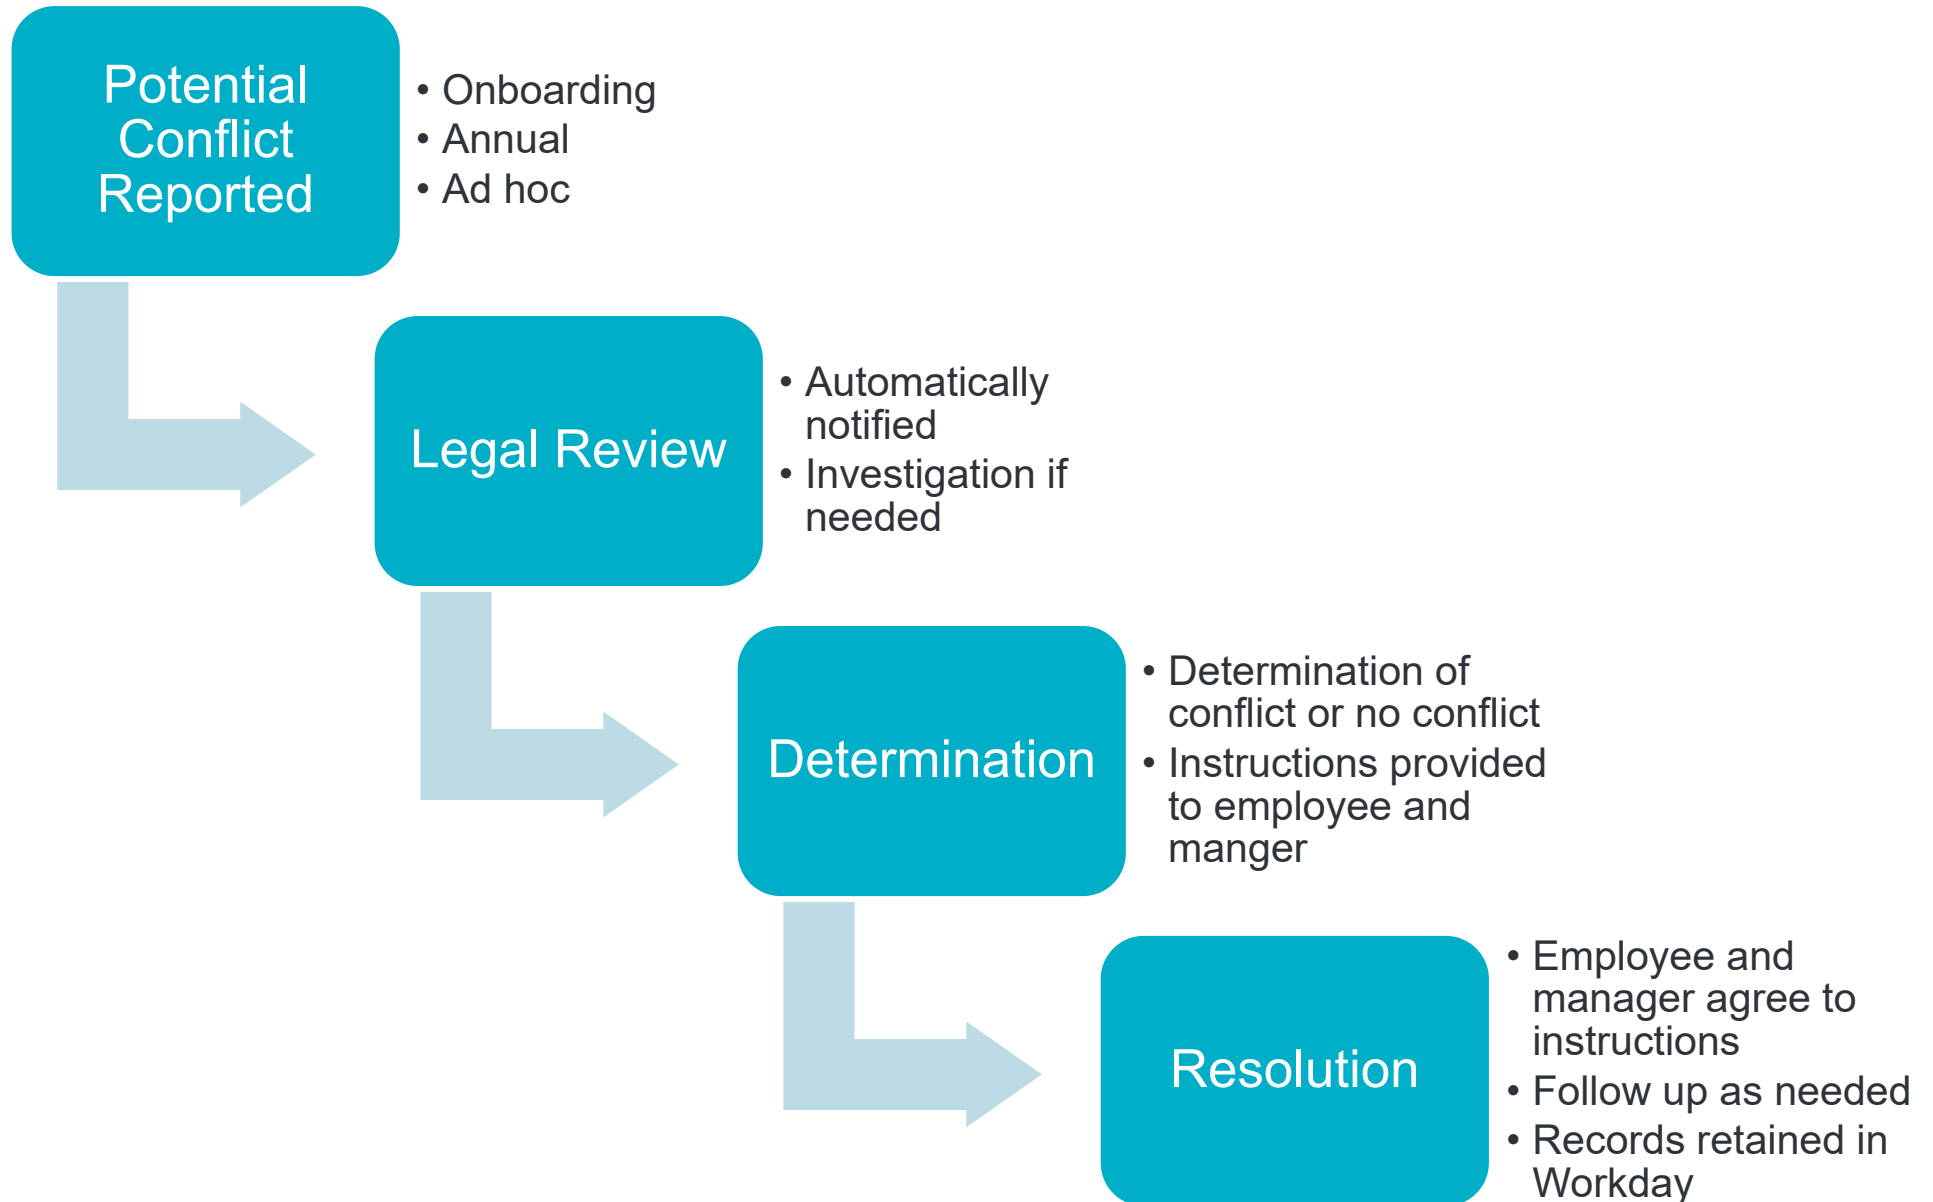 Potential
Conflict
Reported
• Onboarding
• Annual
• Ad hoc
Legal Review
• Automatically
notified
• Investigation if
needed
Determination
• Determination of
conflict or no conflict
• Instructions provided
to employee and
manger
Resolution
• Employee and
manager agree to
instructions
• Follow up as needed
• Records retained in
Workday